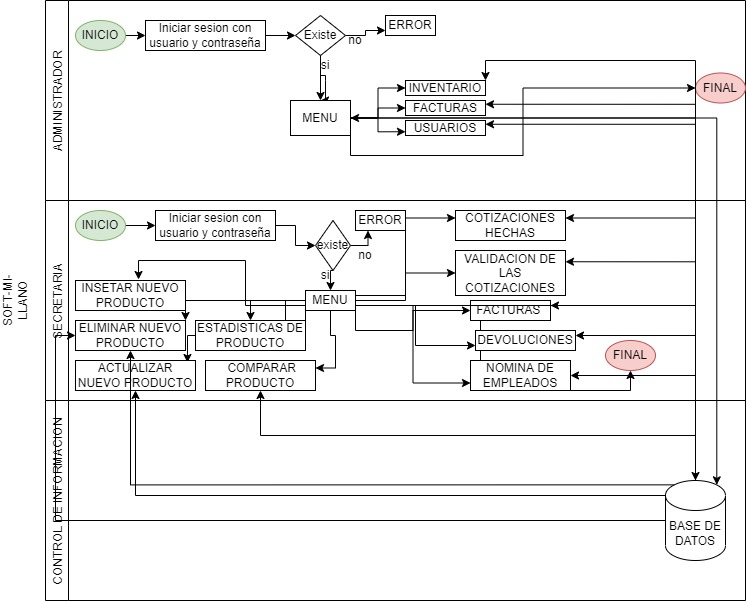 SOFT-MI-
LLANO
ADMINISTRADOR
INICIO
Iniciar sesion con
usuario y contraseña
Existe
no
ERROR
si
MENU
INVENTARIO
FACTURAS
USUARIOS
FINAL
SECRETARIA
INICIO
Iniciar sesion con
usuario y contraseña
existe
no
ERROR
si
MENU
COTIZACIONES
HECHAS
VALIDACION DE
LAS
COTIZACIONES
INSETAR NUEVO
PRODUCTO
ELIMINAR NUEVO
PRODUCTO
ESTADISTICAS DE
PRODUCTO
ACTUALIZAR
NUEVO PRODUCTO
COMPARAR
PRODUCTO
FACTURAS
DEVOLUCIONES
NOMINA DE
EMPLEADOS
FINAL
CONTROL DE INFORMACION
BASE DE
DATOS